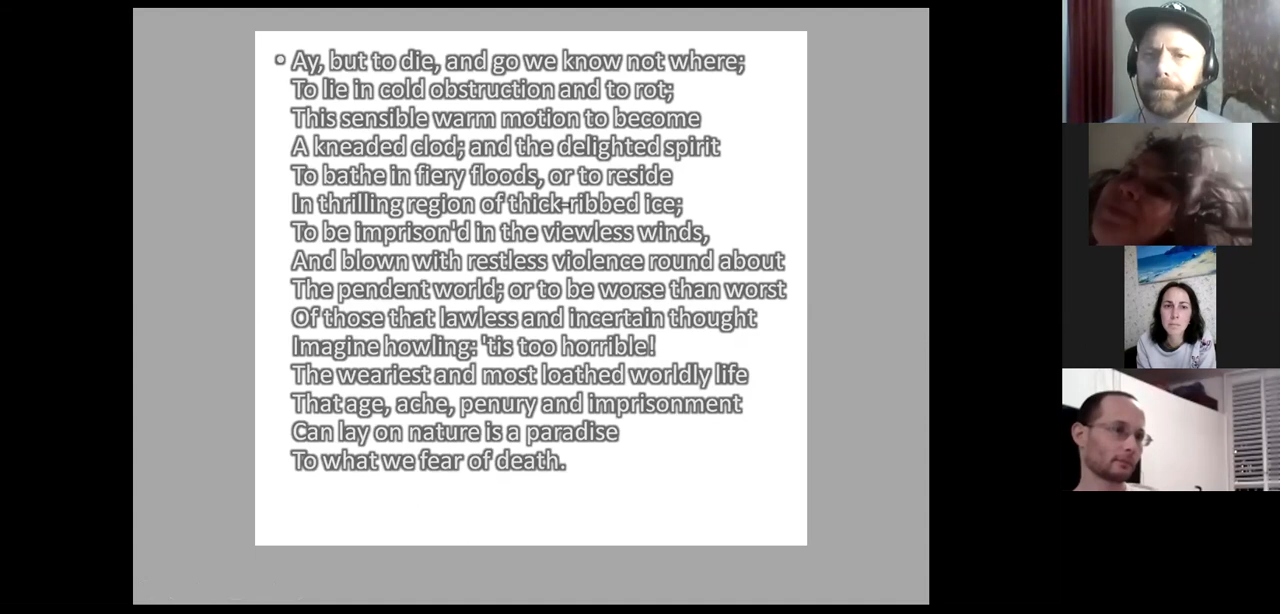 • Ay, but to die, and go we know not where;
To lie in cold obstruction and to rot;
This sensible warm motion to become
A kneaded clod; and the delighted spirit
To bathe in fiery floods, or to reside
In thrilling region of thick-ribbed ice;
To be imprison'd in the viewless winds,
And blown with restless violence round about
The pendent world; or to be worse than worst
Of those that lawless and incertain thought
Imagine howling: 'tis too horrible!
The weariest and most loathed worldly life
That age, ache, penury and imprisonment
Can lay on nature is a paradise
To what we fear of death.